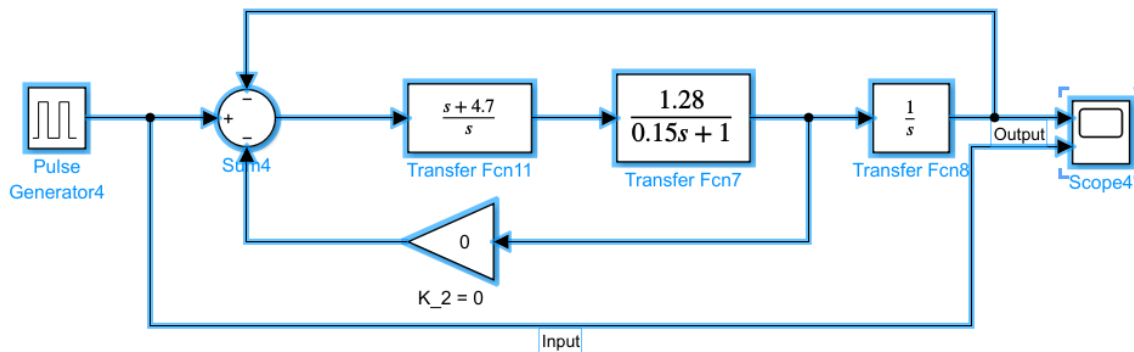 Pulse
Generator4
+
−
−
Sum4
s + 4.7
s
Transfer Fcn11
1.28
0.15s + 1
Transfer Fcn7
1
s
Transfer Fcn8
Output
Scope4
0
K_2 = 0
Input